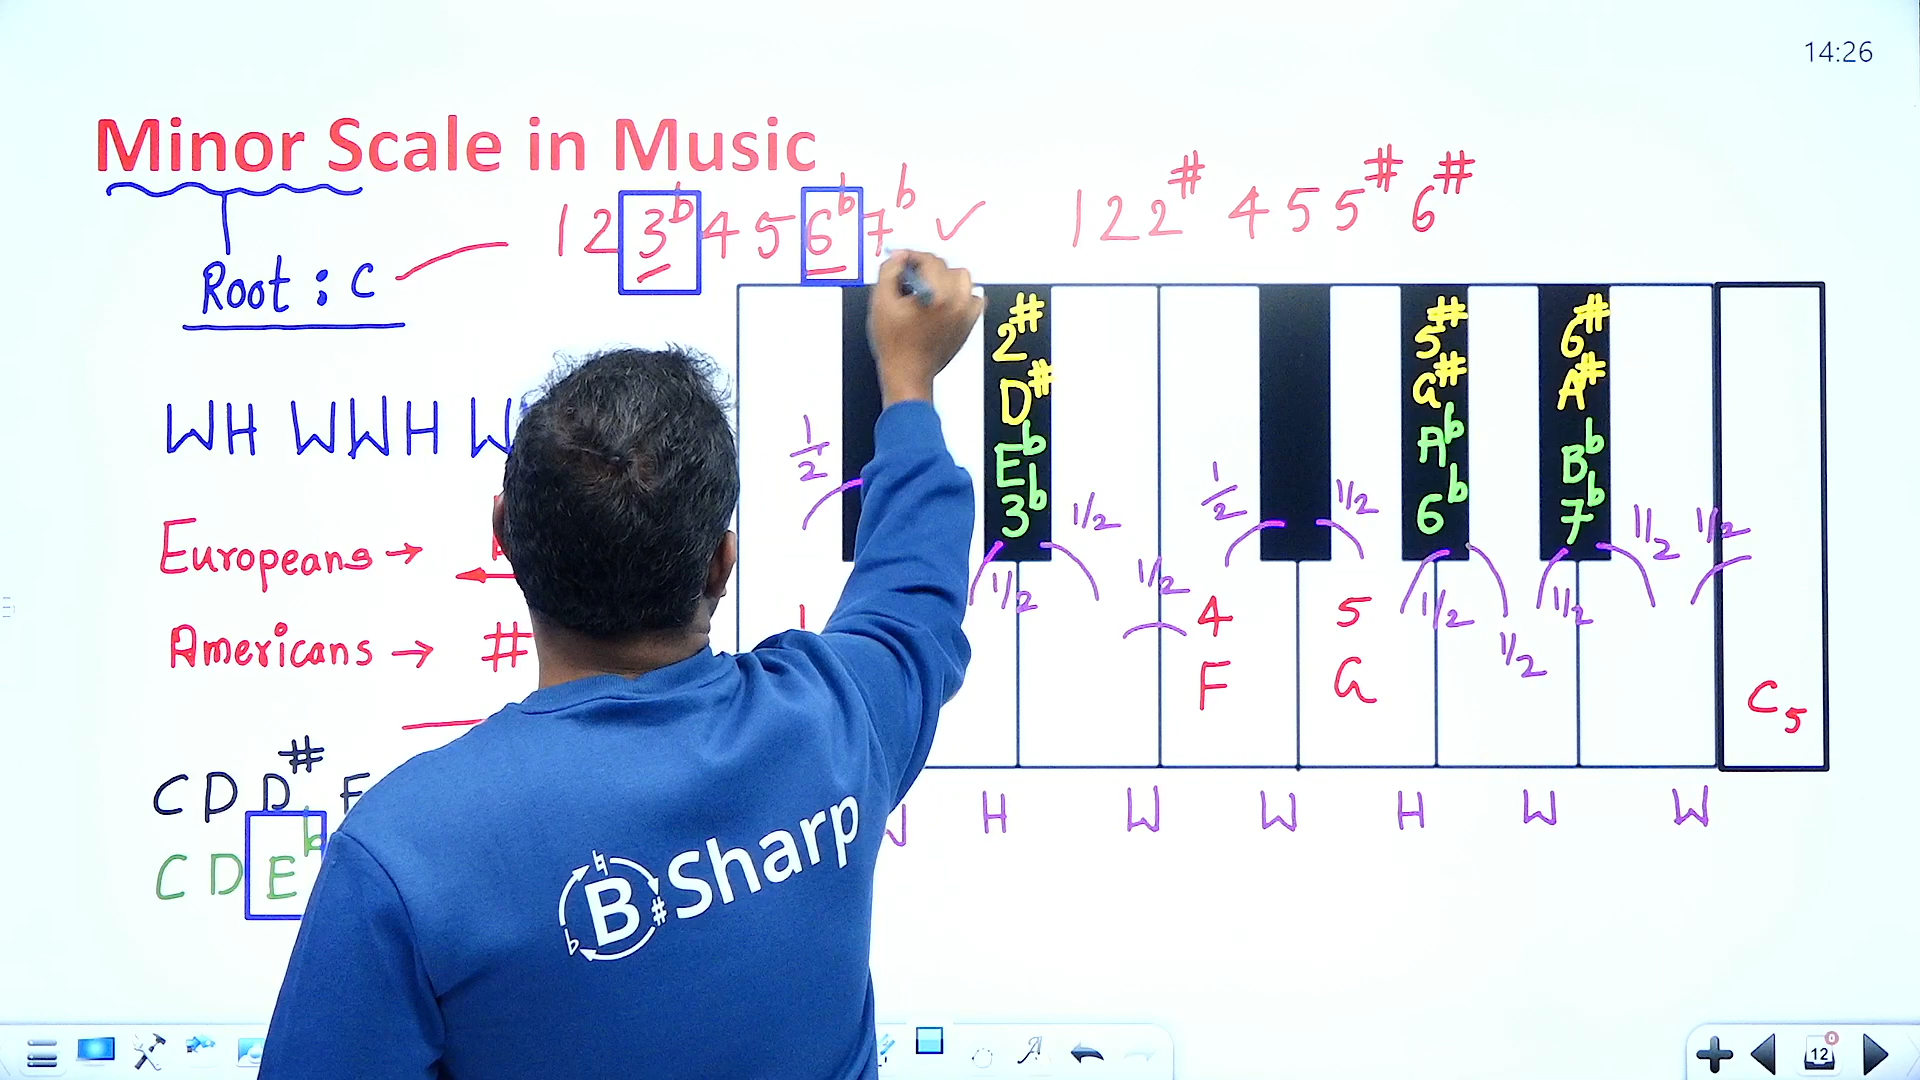 14:26
Minor Scale in Music
1 2 3b 4 5 6b 7b ✓
1 2 2# 4 5 5# 6#
Root : C
WH WWH W
Europeans →
Americans → #
C D D#
C D Eb
2#
D#
Eb
3b
5#
G#
Ab
6b
6#
A#
Bb
7b
1/2
1/2
1/2
1/2
1/2
1/2
1/2
1/2
1/2
1/2
1/2
1/2
4
F
5
G
C5
H W W H W W
B Sharp
b
#
12